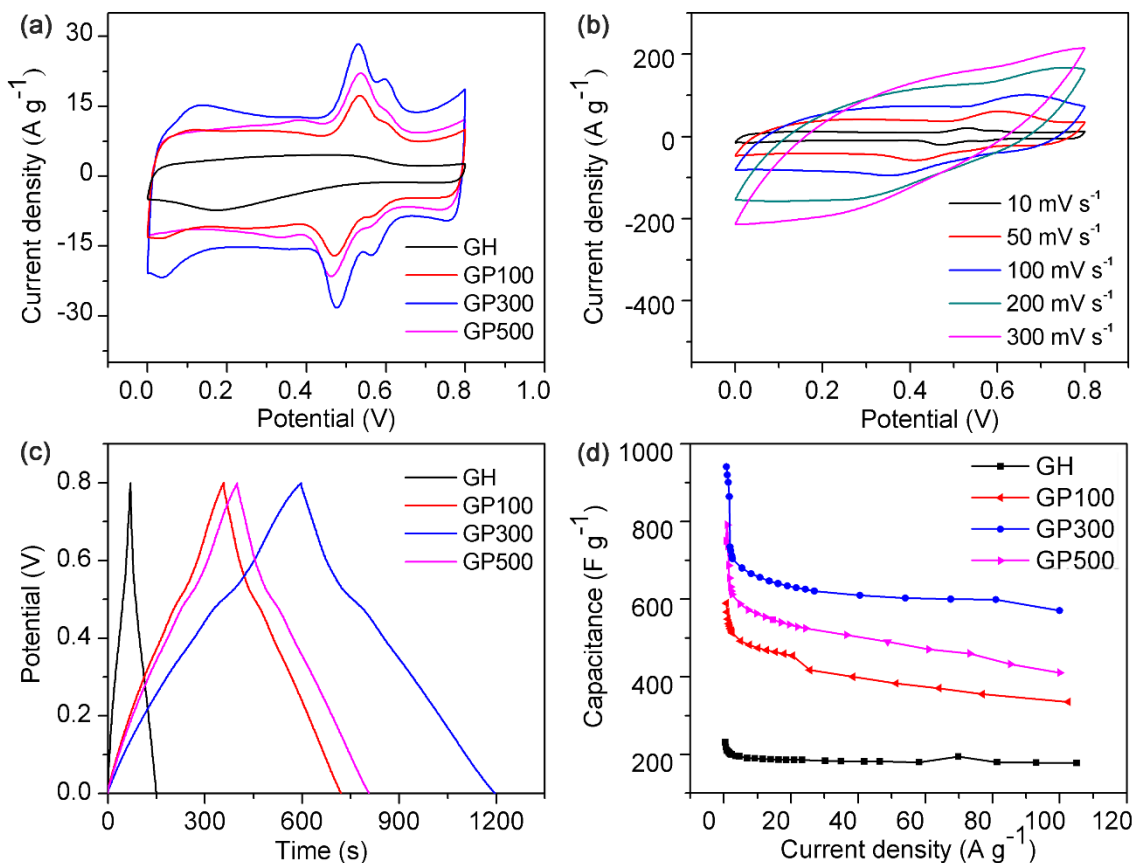 (a)
30
15
0
-15
-30
Current density (A g⁻¹)
0.0 0.2 0.4 0.6 0.8 1.0
Potential (V)
GH
GP100
GP300
GP500
(b)
200
0
-200
-400
Current density (A g⁻¹)
0.0 0.2 0.4 0.6 0.8
Potential (V)
10 mV s⁻¹
50 mV s⁻¹
100 mV s⁻¹
200 mV s⁻¹
300 mV s⁻¹
(c)
0.8
0.6
0.4
0.2
0.0
Potential (V)
0 300 600 900 1200
Time (s)
GH
GP100
GP300
GP500
(d)
1000
800
600
400
200
Capacitance (F g⁻¹)
0 20 40 60 80 100
Current density (A g⁻¹)
GH
GP100
GP300
GP500